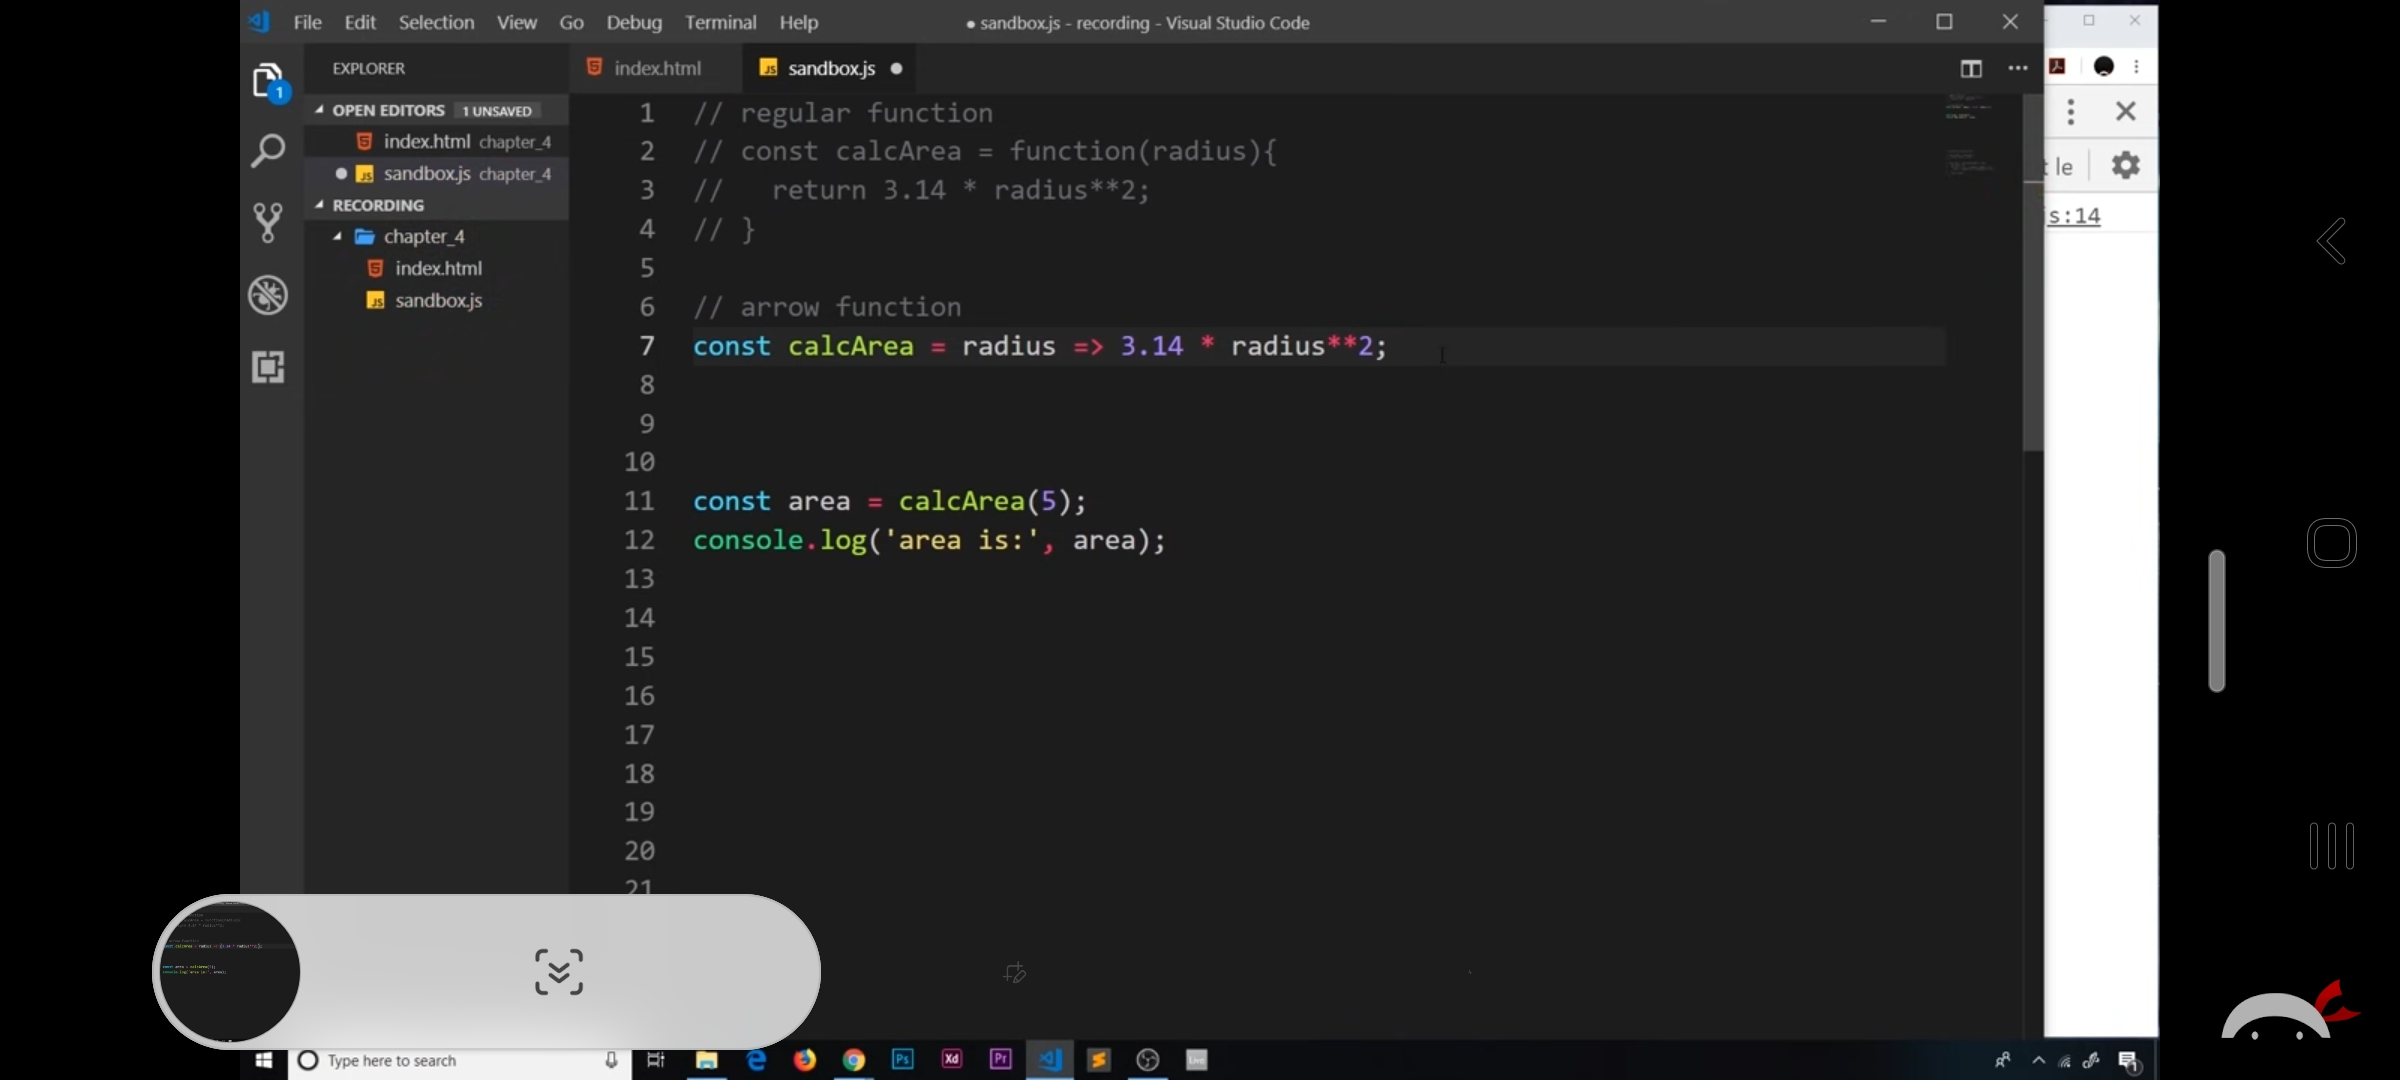 File Edit Selection View Go Debug Terminal Help
● sandbox.js - recording - Visual Studio Code
EXPLORER
index.html
sandbox.js ●
OPEN EDITORS 1 UNSAVED
index.html chapter_4
sandbox.js chapter_4
RECORDING
chapter_4
index.html
sandbox.js
1 // regular function
2 // const calcArea = function(radius){
3 //   return 3.14 * radius**2;
4 // }
5
6 // arrow function
7 const calcArea = radius => 3.14 * radius**2;
8
9
10
11 const area = calcArea(5);
12 console.log('area is:', area);
13
14
15
16
17
18
19
20
21
le
s:14
Type here to search
Ps
Xd
Pr